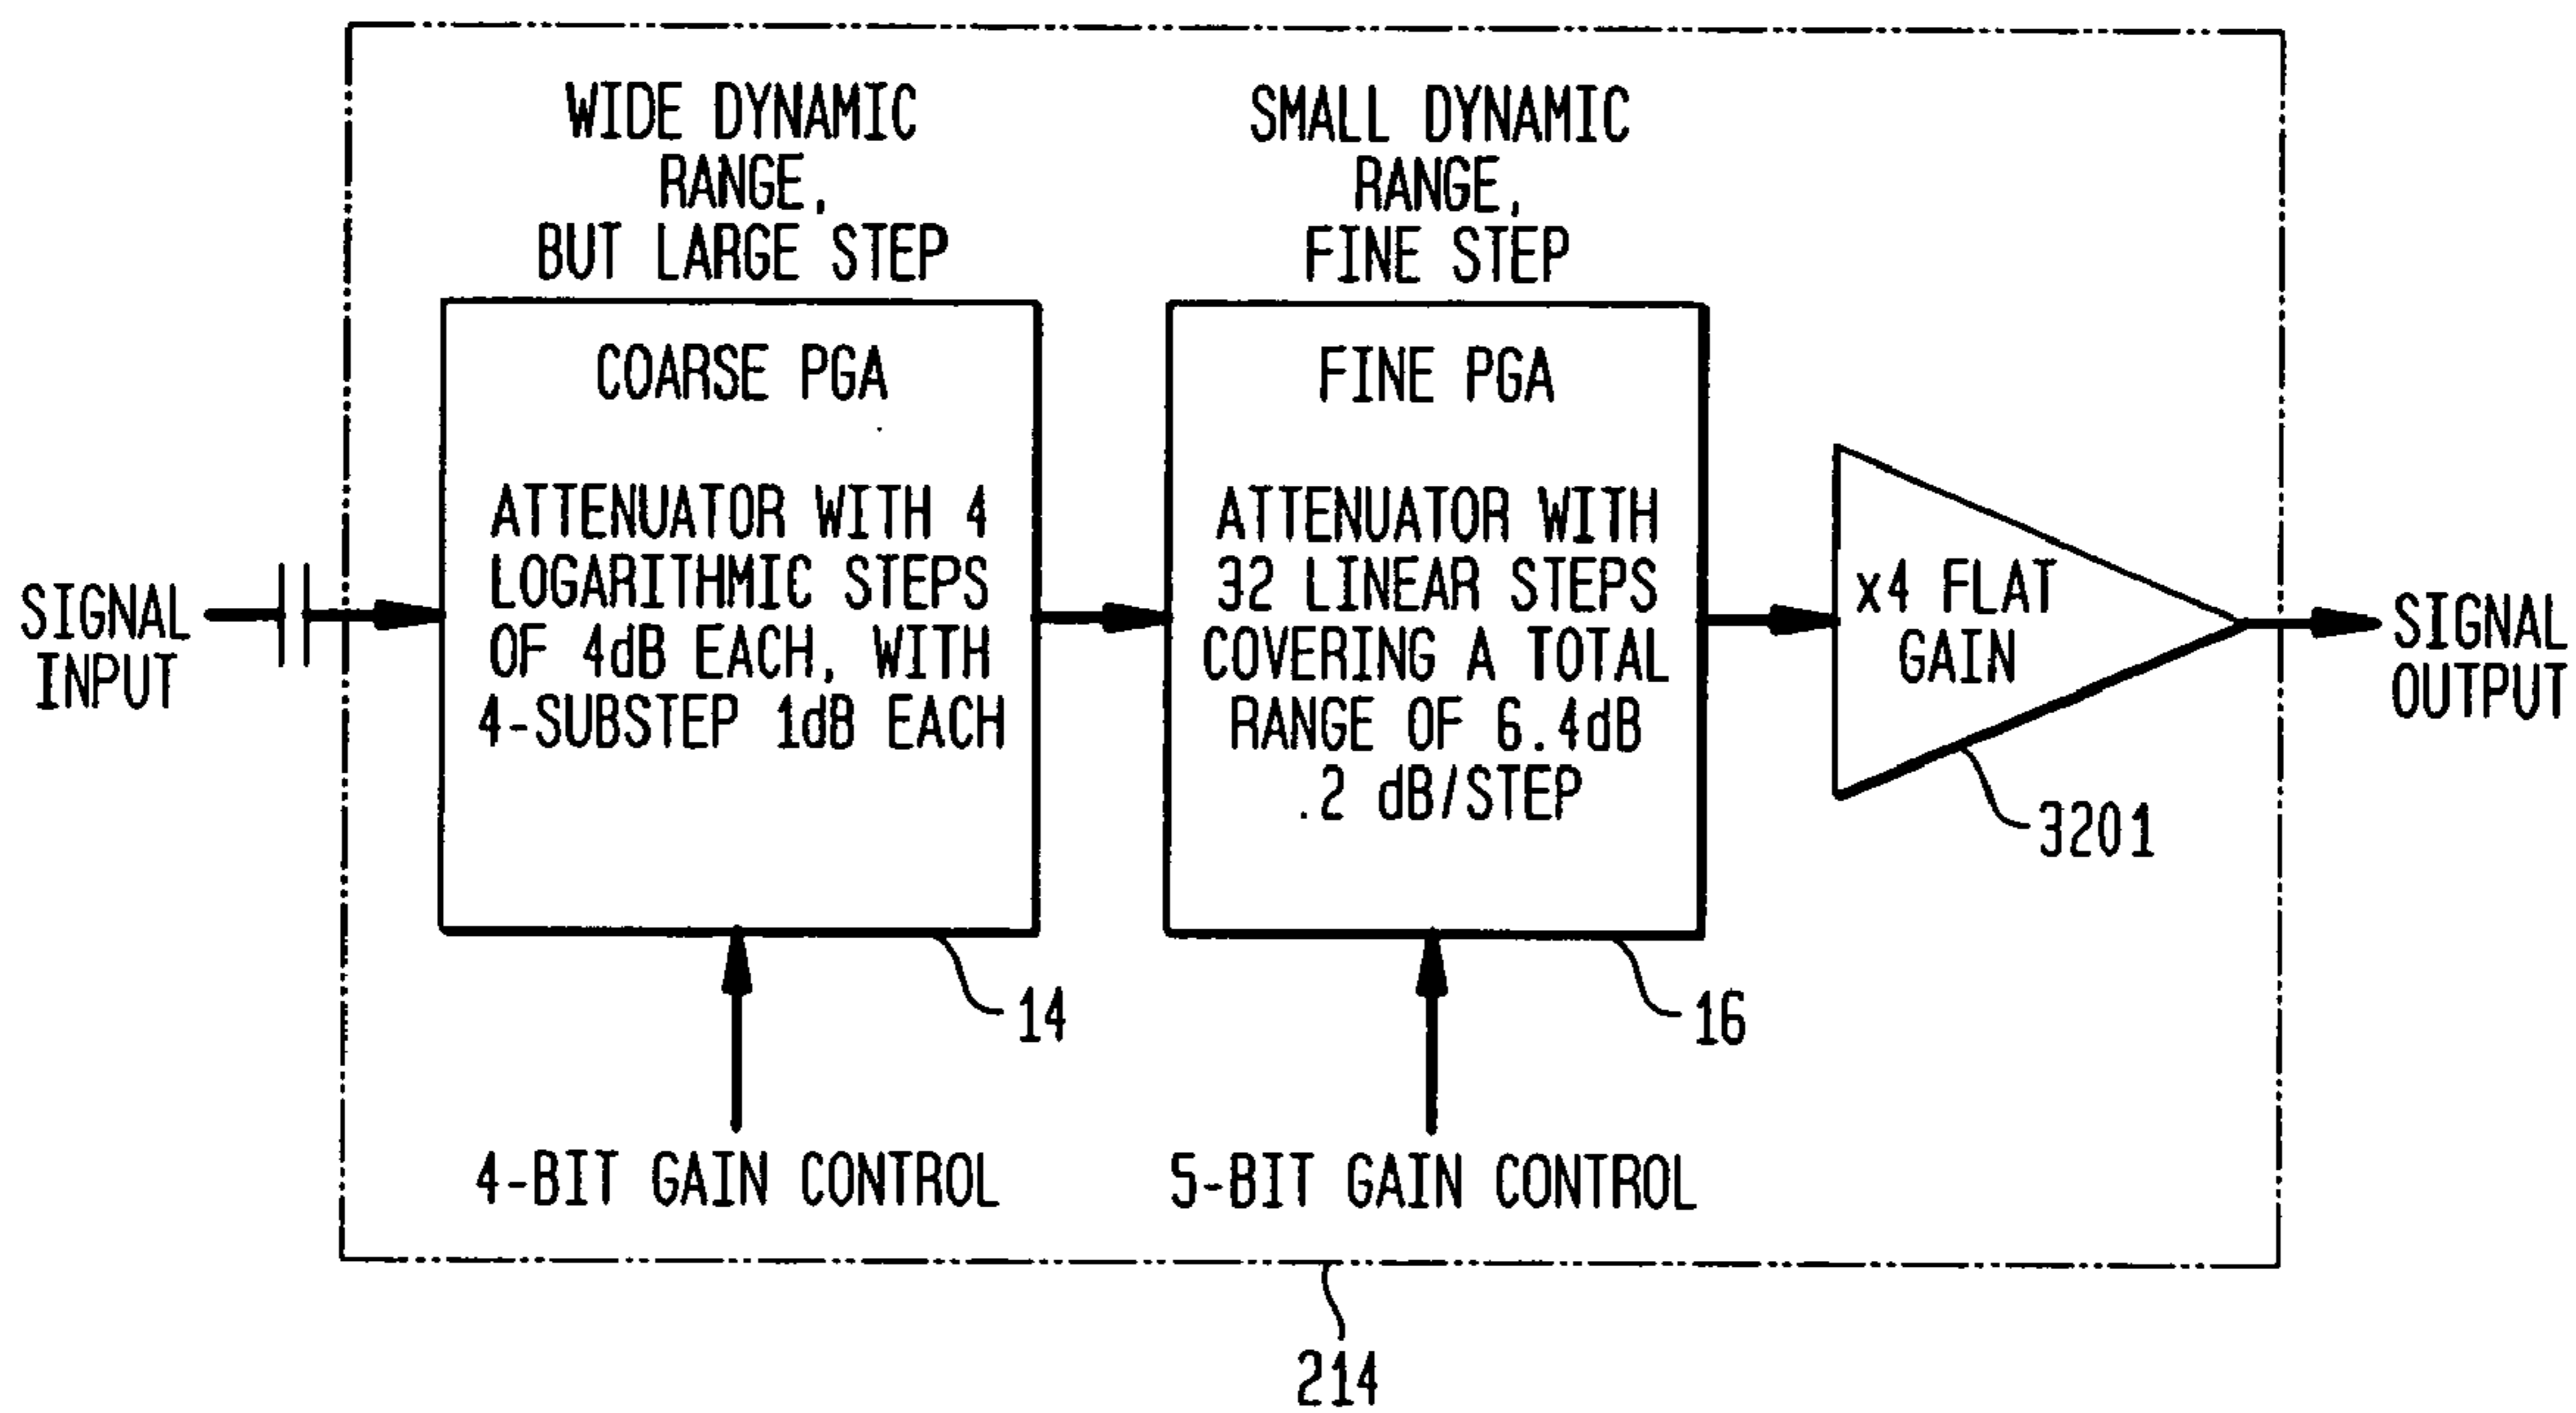 WIDE DYNAMIC
RANGE,
BUT LARGE STEP
SMALL DYNAMIC
RANGE,
FINE STEP
COARSE PGA
ATTENUATOR WITH 4
LOGARITHMIC STEPS
OF 4dB EACH, WITH
4-SUBSTEP 1dB EACH
FINE PGA
ATTENUATOR WITH
32 LINEAR STEPS
COVERING A TOTAL
RANGE OF 6.4dB
.2 dB/STEP
SIGNAL
INPUT
x4 FLAT
GAIN
SIGNAL
OUTPUT
3201
14
16
4-BIT GAIN CONTROL
5-BIT GAIN CONTROL
214